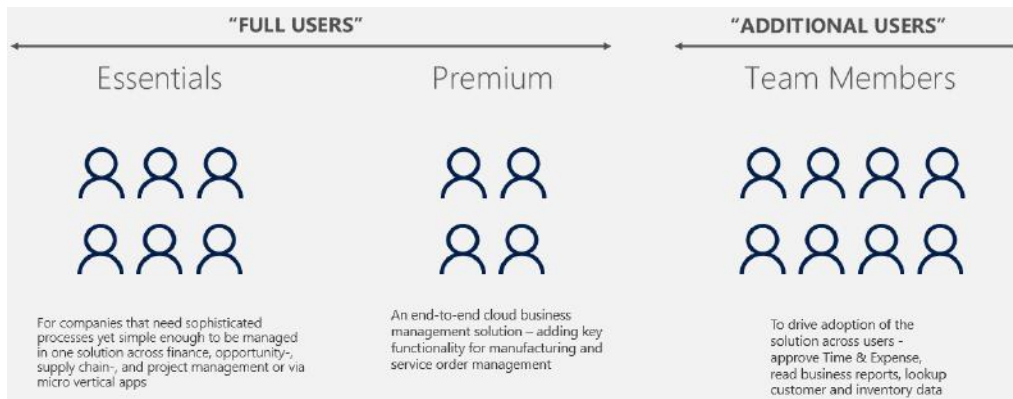 “FULL USERS”
“ADDITIONAL USERS”
Essentials
Premium
Team Members
For companies that need sophisticated
processes yet simple enough to be managed
in one solution across finance, opportunity-,
supply chain-, and project management or via
micro vertical apps
An end-to-end cloud business
management solution – adding key
functionality for manufacturing and
service order management
To drive adoption of the
solution across users -
approve Time & Expense,
read business reports, lookup
customer and inventory data